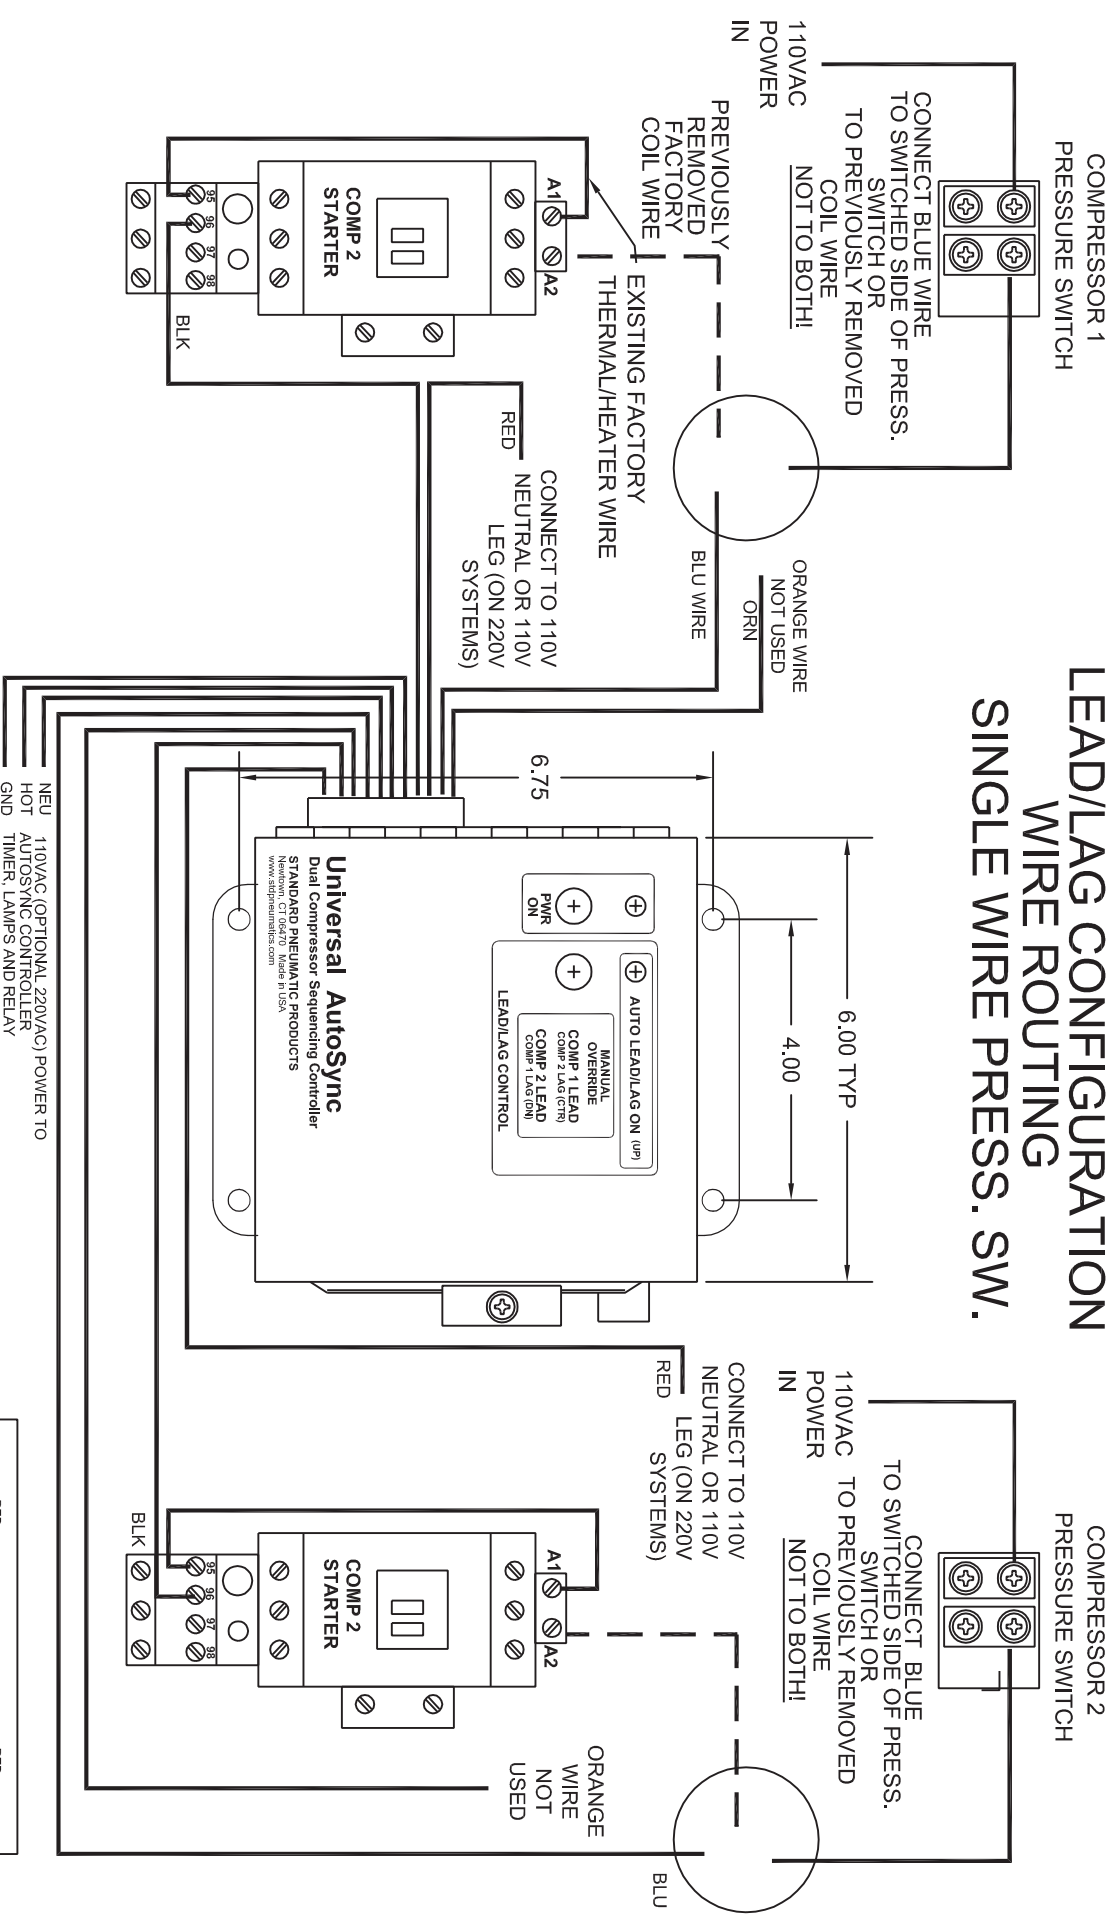 LEAD/LAG CONFIGURATION
WIRE ROUTING
SINGLE WIRE PRESS. SW.
COMPRESSOR 1
PRESSURE SWITCH
110VAC
POWER
IN
CONNECT BLUE WIRE
TO SWITCHED SIDE OF PRESS.
SWITCH OR
TO PREVIOUSLY REMOVED
COIL WIRE
NOT TO BOTH!
PREVIOUSLY
REMOVED
FACTORY
COIL WIRE
EXISTING FACTORY
THERMAL/HEATER WIRE
A1
A2
COMP 2
STARTER
95
96
97
98
BLK
RED
CONNECT TO 110V
NEUTRAL OR 110V
LEG (ON 220V
SYSTEMS)
ORANGE WIRE
NOT USED
ORN
BLU WIRE
6.75
6.00 TYP
4.00
PWR
ON
AUTO LEAD/LAG ON (UP)
MANUAL
OVERRIDE
COMP 1 LEAD
COMP 2 LAG (CTR)
COMP 2 LEAD
COMP 1 LAG (DN)
LEAD/LAG CONTROL
Universal AutoSync
Dual Compressor Sequencing Controller
STANDARD PNEUMATIC PRODUCTS
Newtown, CT 06470 Made in USA
www.stdpneumatics.com
NEU
HOT
GND
110VAC (OPTIONAL 220VAC) POWER TO
AUTOSYNC CONTROLLER
TIMER, LAMPS AND RELAY
COMPRESSOR 2
PRESSURE SWITCH
110VAC
POWER
IN
CONNECT BLUE
TO SWITCHED SIDE OF PRESS.
SWITCH OR
TO PREVIOUSLY REMOVED
COIL WIRE
NOT TO BOTH!
CONNECT TO 110V
NEUTRAL OR 110V
LEG (ON 220V
SYSTEMS)
RED
A1
A2
COMP 2
STARTER
95
96
97
98
BLK
ORANGE
WIRE
NOT
USED
BLU